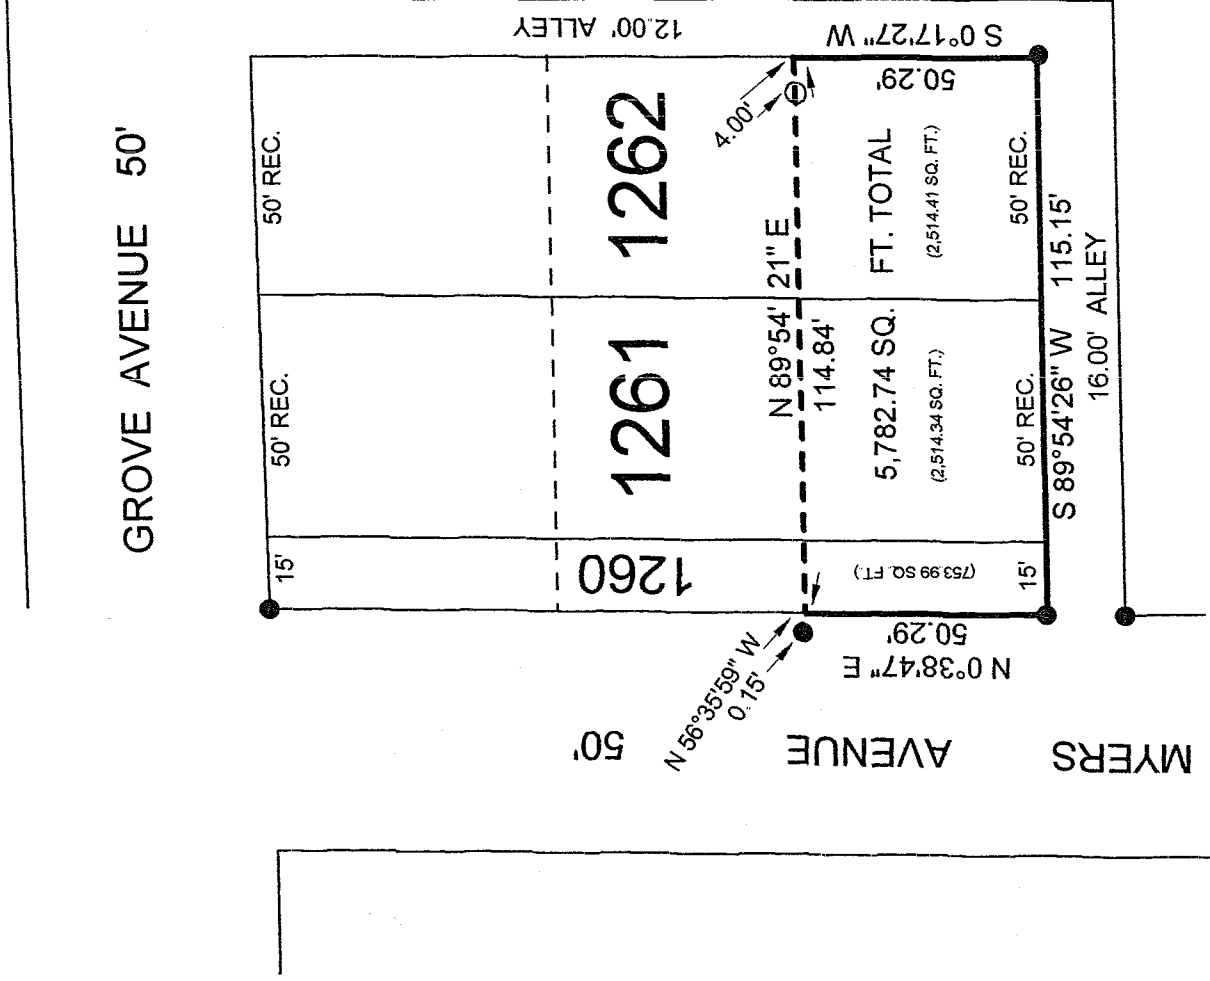 GROVE AVENUE 50'
12.00' ALLEY
S 0°17'27" W
50.29'
4.00'
50' REC.
1262
FT. TOTAL
(2,514.41 SQ. FT.)
50' REC.
N 89°54' 21" E
114.84'
50' REC.
1261
5,782.74 SQ.
(2,514.34 SQ. FT.)
50' REC.
S 89°54'26" W 115.15'
16.00' ALLEY
15'
1260
(753.99 SQ. FT.)
15'
50.29'
N 0°38'47" E
N 56°35'59" W
0.15'
MYERS AVENUE 50'